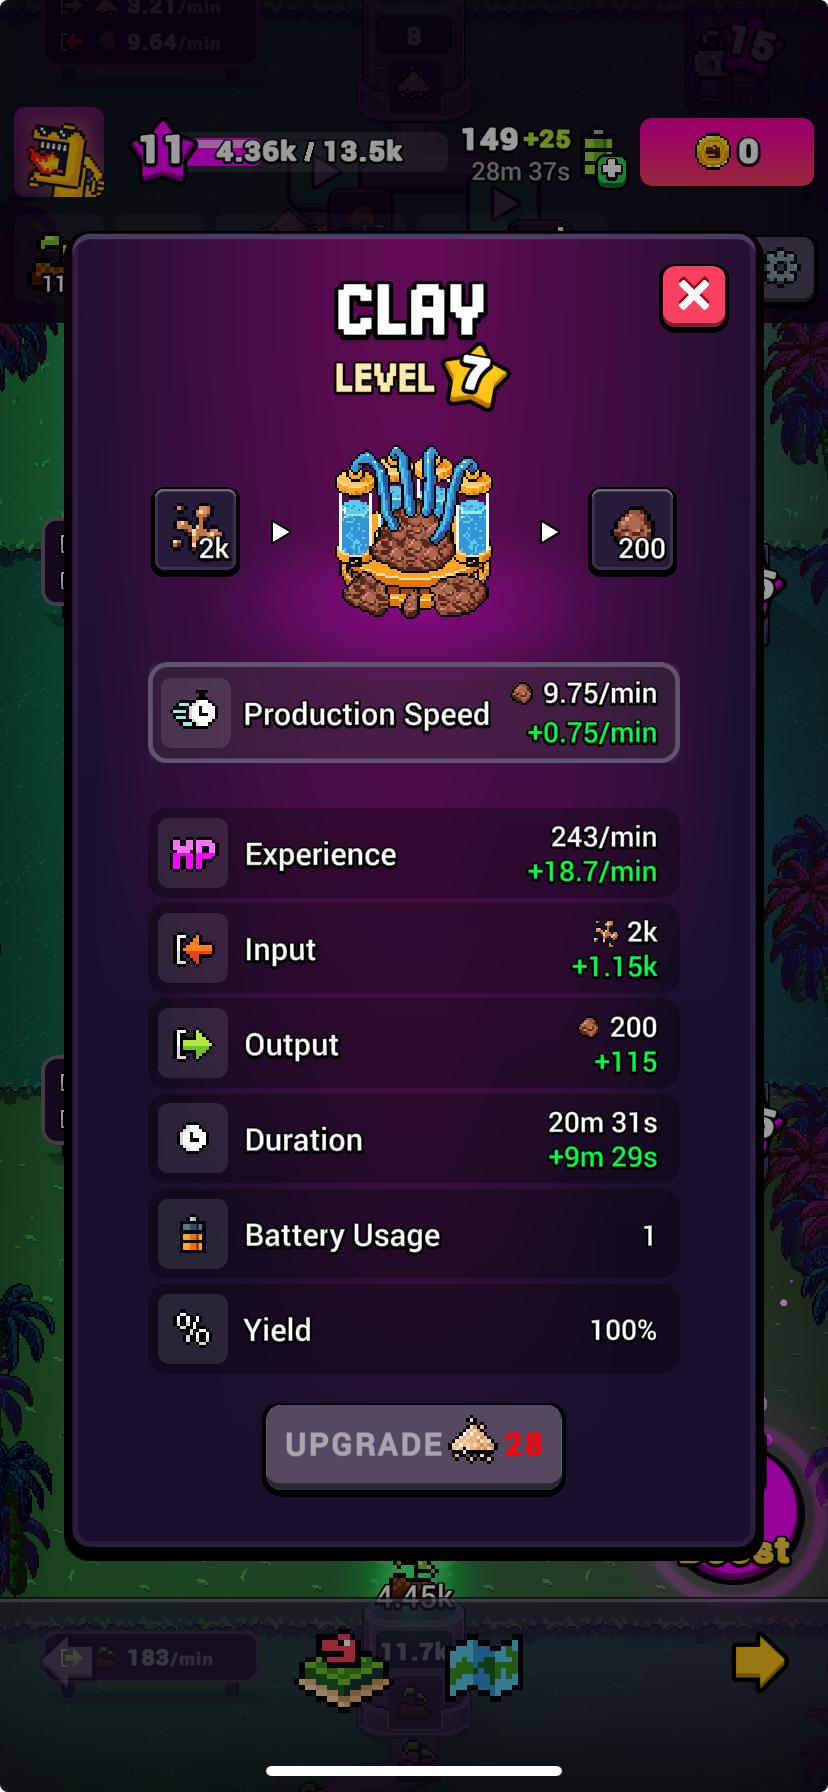 3.21/min
9.64/min
8
15
11
4.36k / 13.5k
149+25
28m 37s
0
11
CLAY
LEVEL 7
2k
200
Production Speed
9.75/min
+0.75/min
XP Experience
243/min
+18.7/min
Input
2k
+1.15k
Output
200
+115
Duration
20m 31s
+9m 29s
Battery Usage
1
Yield
100%
UPGRADE 28
4.45k
183/min
11.7k